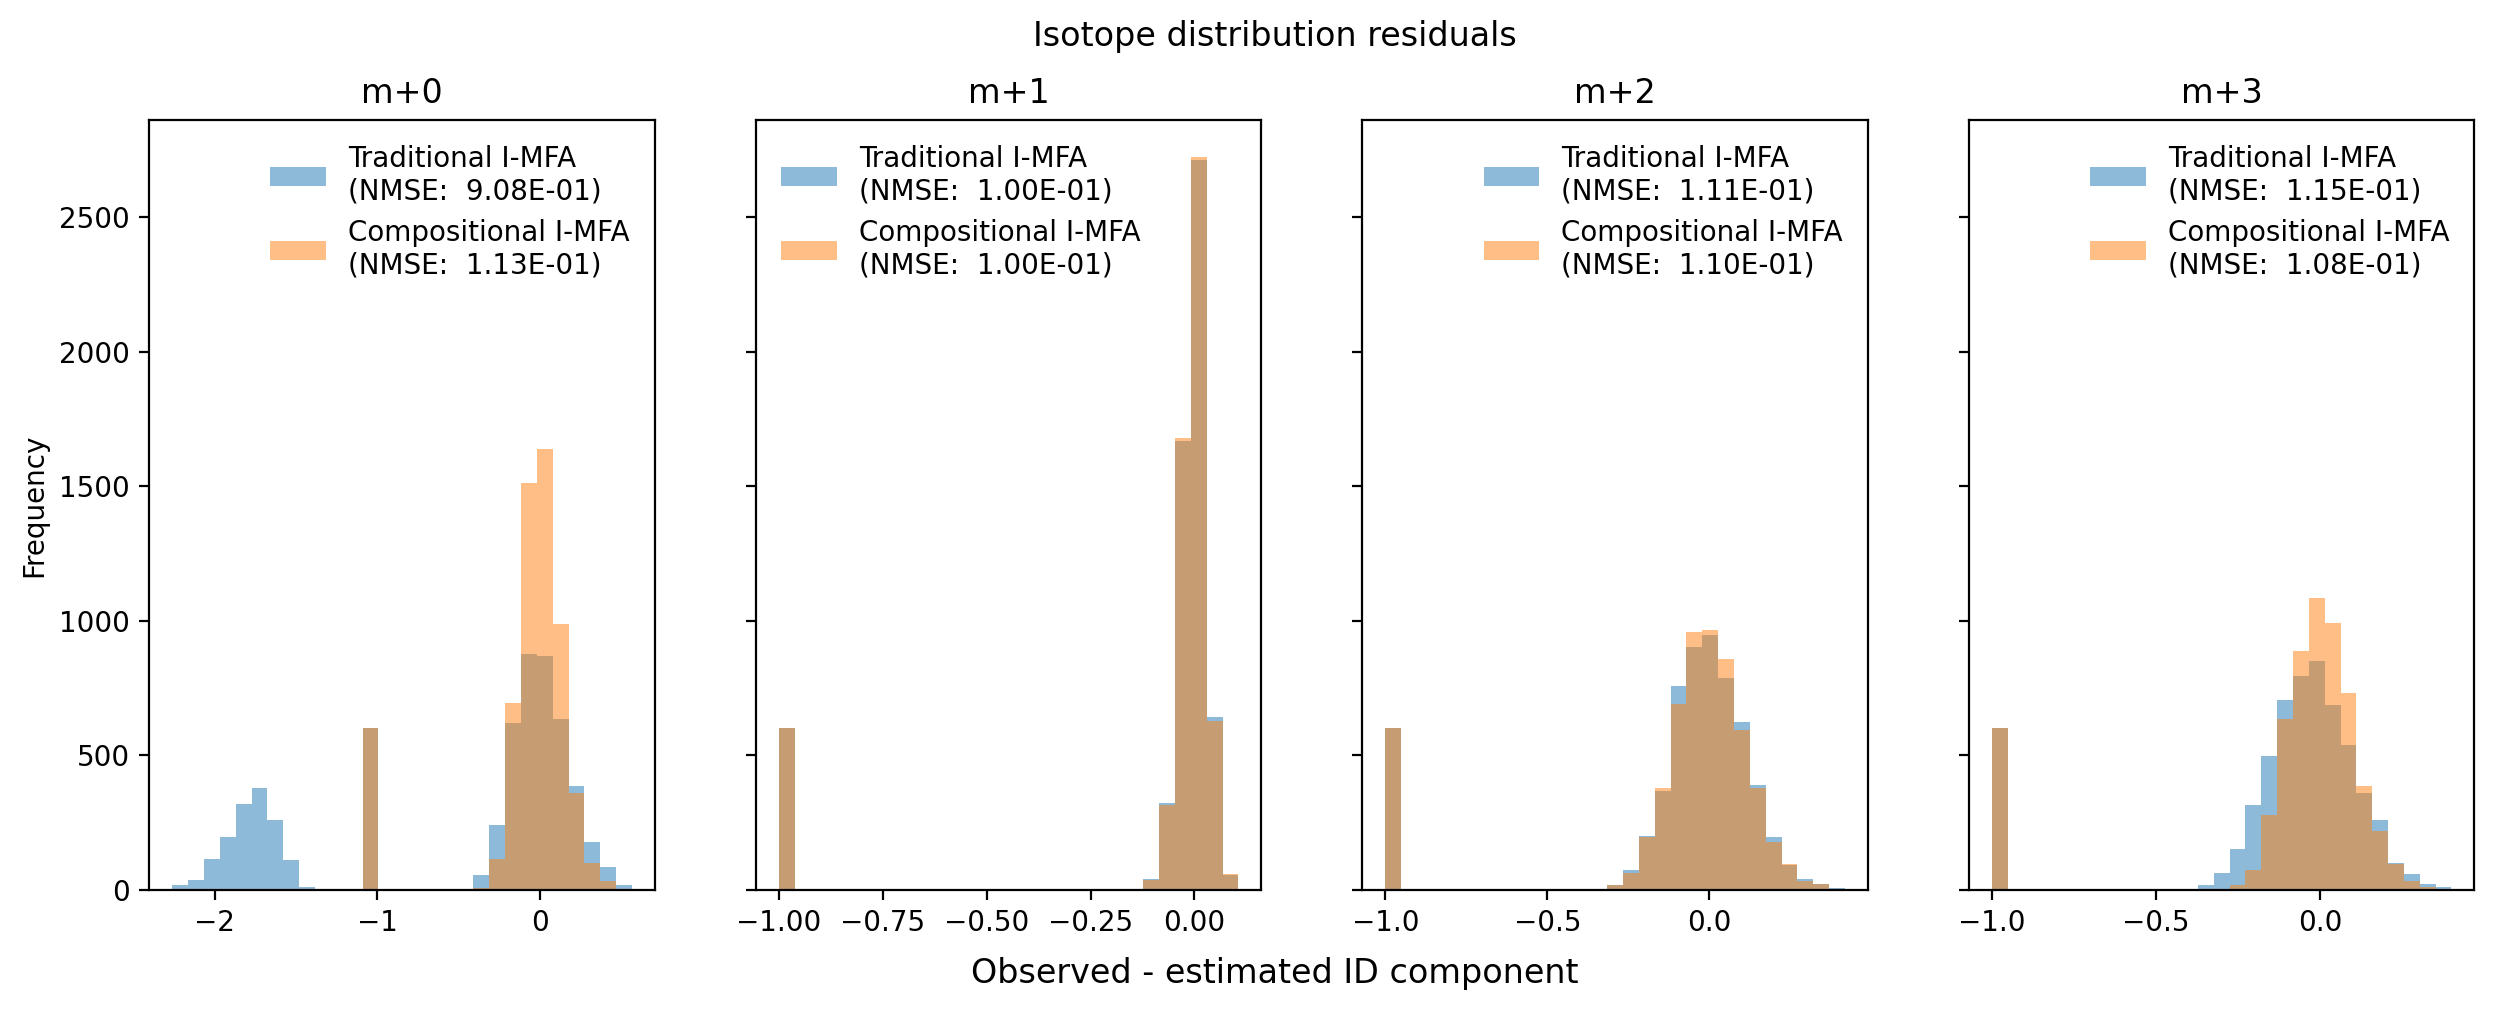 Isotope distribution residuals
m+0
Traditional I-MFA
(NMSE:  9.08E-01)
Compositional I-MFA
(NMSE:  1.13E-01)
Frequency
2500
2000
1500
1000
500
0
−2
−1
0
m+1
Traditional I-MFA
(NMSE:  1.00E-01)
Compositional I-MFA
(NMSE:  1.00E-01)
−1.00
−0.75
−0.50
−0.25
0.00
m+2
Traditional I-MFA
(NMSE:  1.11E-01)
Compositional I-MFA
(NMSE:  1.10E-01)
−1.0
−0.5
0.0
m+3
Traditional I-MFA
(NMSE:  1.15E-01)
Compositional I-MFA
(NMSE:  1.08E-01)
−1.0
−0.5
0.0
Observed - estimated ID component